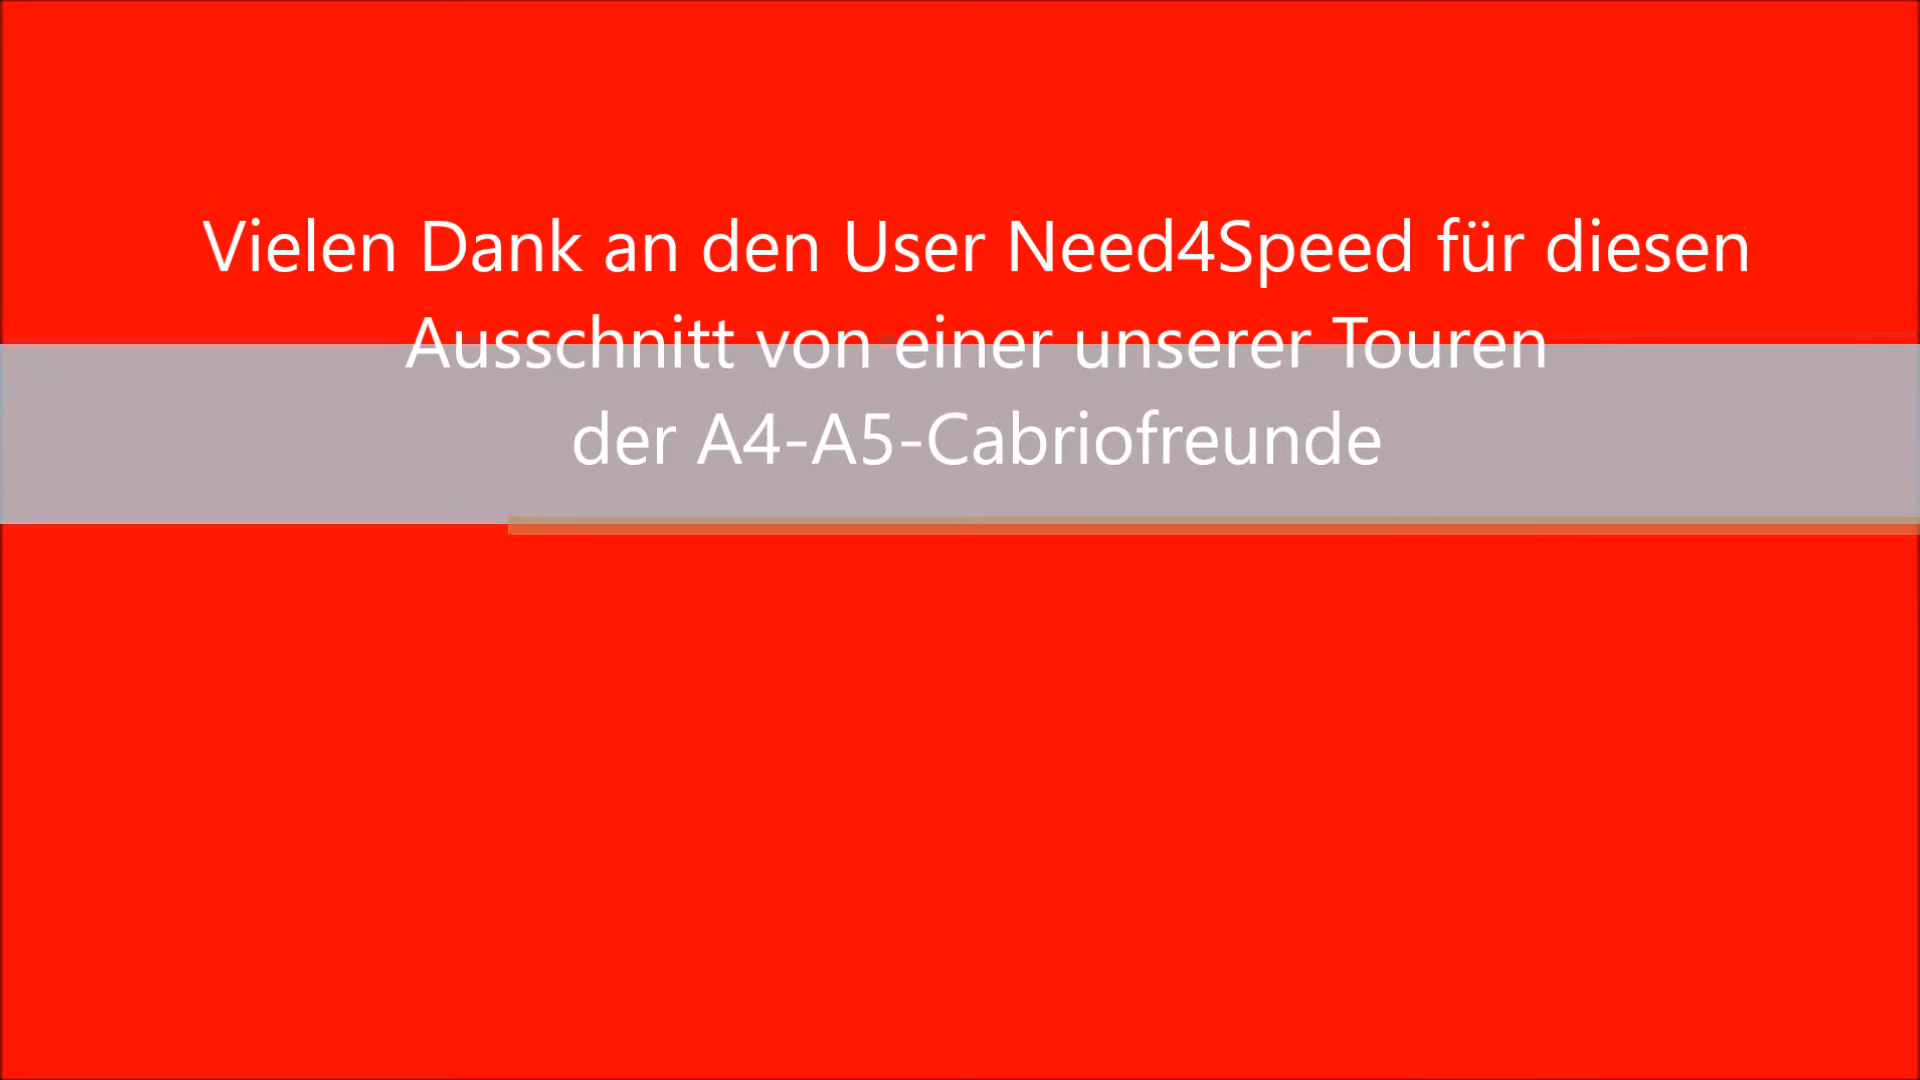 Vielen Dank an den User Need4Speed für diesen
Ausschnitt von einer unserer Touren
der A4-A5-Cabriofreunde